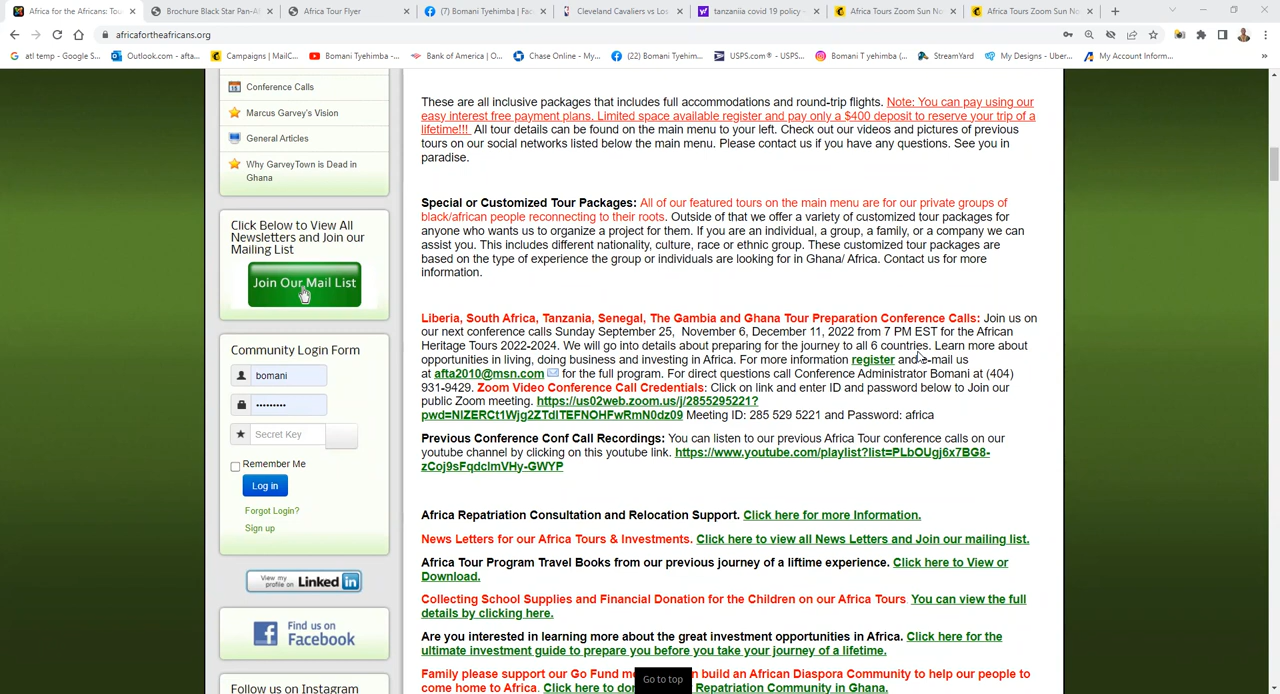 Africa for the Africans: Tou
Brochure Black Star Pan-Af
Africa Tour Flyer
(7) Bomani Tyehimba | Fac
Cleveland Cavaliers vs Los
tanzaniia covid 19 policy -
Africa Tours Zoom Sun No
Africa Tours Zoom Sun No
africafortheafricans.org
atl temp - Google S...
Outlook.com - afta...
Campaigns | MailC...
Bomani Tyehimba -...
Bank of America | O...
Chase Online - My...
(22) Bomani Tyehim...
USPS.com® - USPS...
Bomani T yehimba (...
StreamYard
My Designs - Uber...
My Account Inform...
Conference Calls
Marcus Garvey's Vision
General Articles
Why GarveyTown is Dead in
Ghana
Click Below to View All
Newsletters and Join our
Mailing List
Join Our Mail List
Community Login Form
bomani
Secret Key
Remember Me
Log in
Forgot Login?
Sign up
View my
profile on LinkedIn
Find us on
Facebook
Follow us on Instagram
These are all inclusive packages that includes full accommodations and round-trip flights. Note: You can pay using our
easy interest free payment plans. Limited space available register and pay only a $400 deposit to reserve your trip of a
lifetime!!! All tour details can be found on the main menu to your left. Check out our videos and pictures of previous
tours on our social networks listed below the main menu. Please contact us if you have any questions. See you in
paradise.
Special or Customized Tour Packages: All of our featured tours on the main menu are for our private groups of
black/african people reconnecting to their roots. Outside of that we offer a variety of customized tour packages for
anyone who wants us to organize a project for them. If you are an individual, a group, a family, or a company we can
assist you. This includes different nationality, culture, race or ethnic group. These customized tour packages are
based on the type of experience the group or individuals are looking for in Ghana/ Africa. Contact us for more
information.
Liberia, South Africa, Tanzania, Senegal, The Gambia and Ghana Tour Preparation Conference Calls: Join us on
our next conference calls Sunday September 25, November 6, December 11, 2022 from 7 PM EST for the African
Heritage Tours 2022-2024. We will go into details about preparing for the journey to all 6 countries. Learn more about
opportunities in living, doing business and investing in Africa. For more information register and e-mail us
at afta2010@msn.com for the full program. For direct questions call Conference Administrator Bomani at (404)
931-9429. Zoom Video Conference Call Credentials: Click on link and enter ID and password below to Join our
public Zoom meeting. https://us02web.zoom.us/j/2855295221?
pwd=NlZERCt1Wjg2ZTdITEFNOHFwRmN0dz09 Meeting ID: 285 529 5221 and Password: africa
Previous Conference Conf Call Recordings: You can listen to our previous Africa Tour conference calls on our
youtube channel by clicking on this youtube link. https://www.youtube.com/playlist?list=PLbOUgj6x7BG8-
zCoj9sFqdclmVHy-GWYP
Africa Repatriation Consultation and Relocation Support. Click here for more Information.
News Letters for our Africa Tours & Investments. Click here to view all News Letters and Join our mailing list.
Africa Tour Program Travel Books from our previous journey of a liftime experience. Click here to View or
Download.
Collecting School Supplies and Financial Donation for the Children on our Africa Tours. You can view the full
details by clicking here.
Are you interested in learning more about the great investment opportunities in Africa. Click here for the
ultimate investment guide to prepare you before you take your journey of a lifetime.
Family please support our Go Fund me build an African Diaspora Community to help our people to
come home to Africa. Click here to Repatriation Community in Ghana.
Go to top